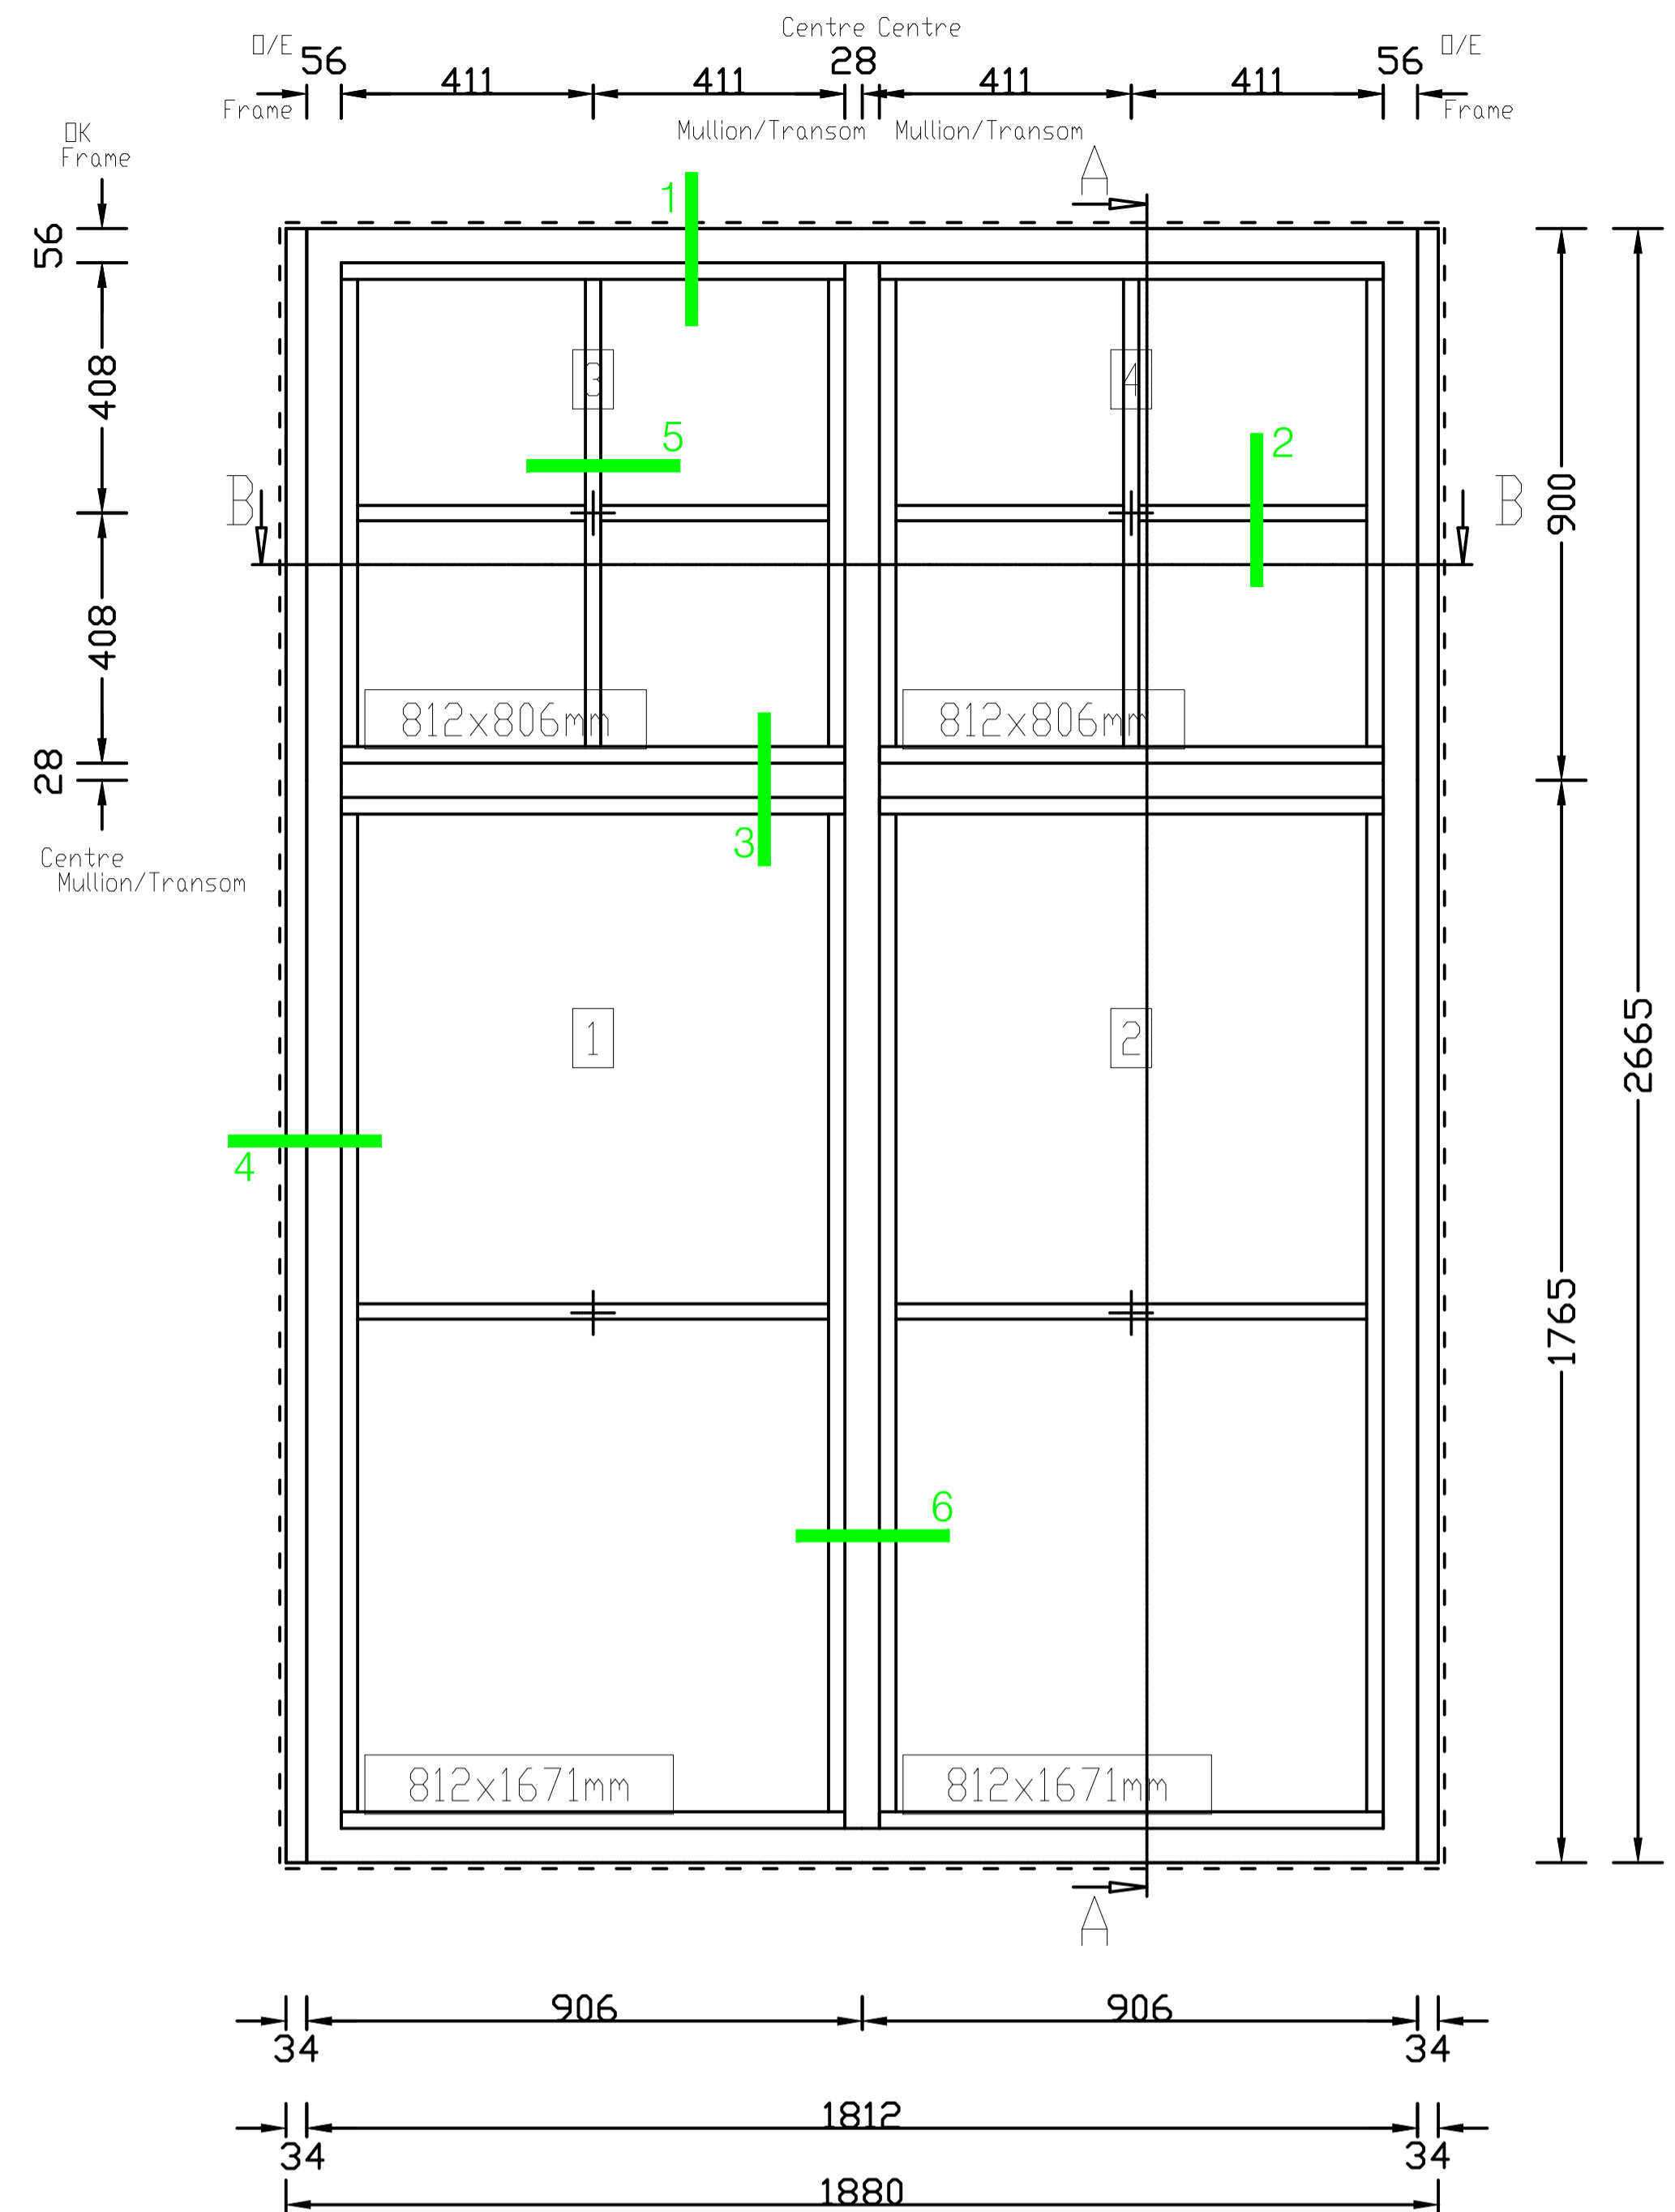 Centre Centre
O/E 56 411 411 28 411 411 56 O/E
Frame Mullion/Transom Mullion/Transom Frame
OK
Frame
A
1
56
3 4
408
5 2
B B
900
408
812x806mm 812x806mm
28
3
Centre
Mullion/Transom
1 2
2665
4
1765
6
812x1671mm 812x1671mm
A
906 906
34 34
1812
34 34
1880